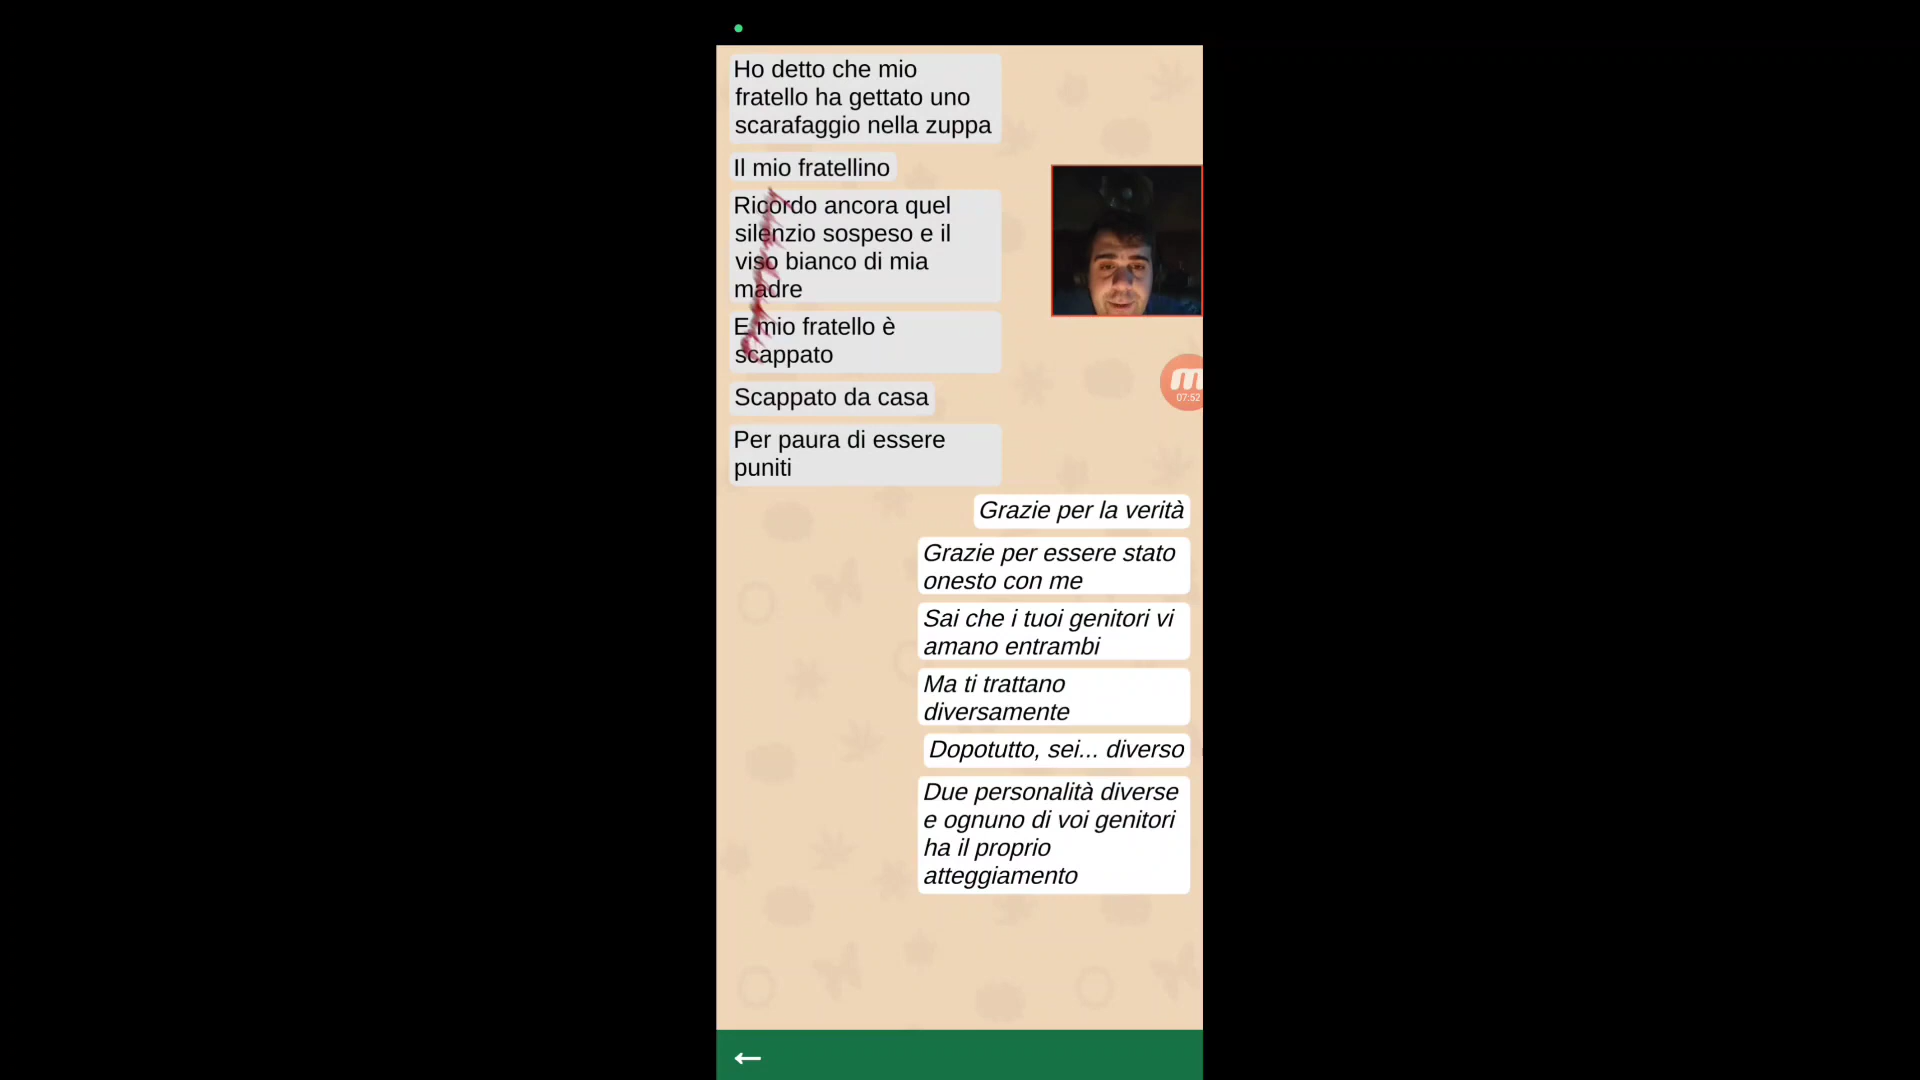 Ho detto che mio
fratello ha gettato uno
scarafaggio nella zuppa
Il mio fratellino
Ricordo ancora quel
silenzio sospeso e il
viso bianco di mia
madre
E mio fratello è
scappato
Scappato da casa
Per paura di essere
puniti
m
07:52
Grazie per la verità
Grazie per essere stato
onesto con me
Sai che i tuoi genitori vi
amano entrambi
Ma ti trattano
diversamente
Dopotutto, sei... diverso
Due personalità diverse
e ognuno di voi genitori
ha il proprio
atteggiamento